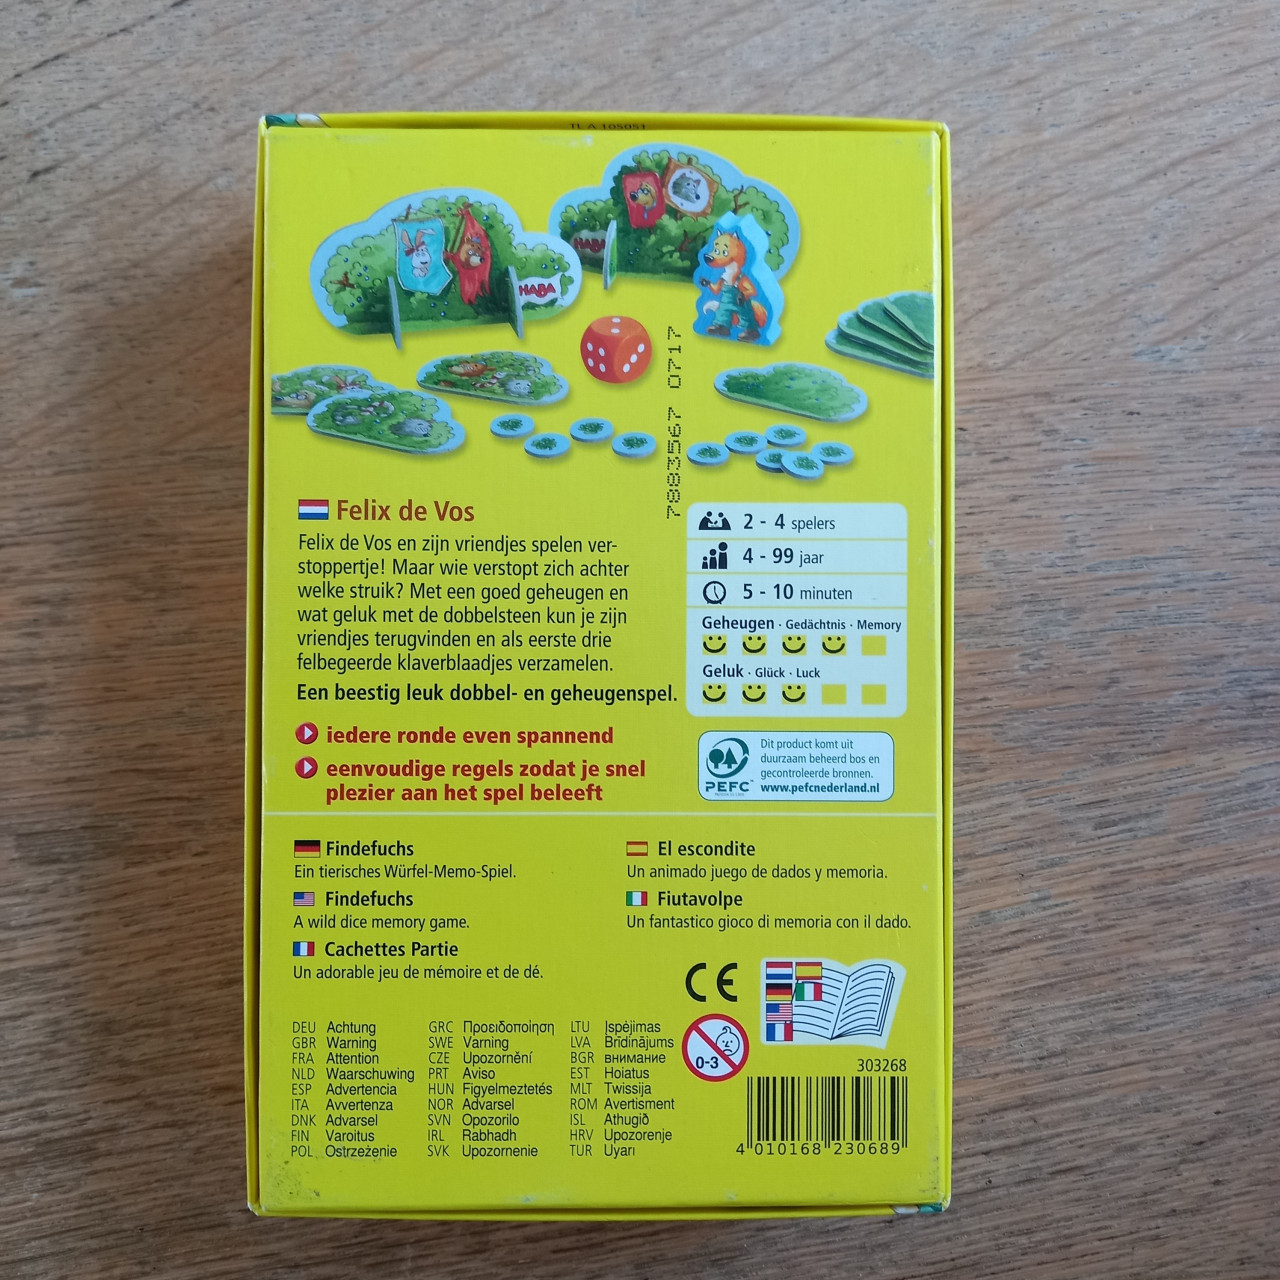 TL A 105051
HABA
HABA
7883567 0717
Felix de Vos
Felix de Vos en zijn vriendjes spelen ver-
stoppertje! Maar wie verstopt zich achter
welke struik? Met een goed geheugen en
wat geluk met de dobbelsteen kun je zijn
vriendjes terugvinden en als eerste drie
felbegeerde klaverblaadjes verzamelen.
Een beestig leuk dobbel- en geheugenspel.
iedere ronde even spannend
eenvoudige regels zodat je snel
plezier aan het spel beleeft
2 - 4 spelers
4 - 99 jaar
5 - 10 minuten
Geheugen · Gedächtnis · Memory
Geluk · Glück · Luck
PEFC™
Dit product komt uit
duurzaam beheerd bos en
gecontroleerde bronnen.
www.pefcnederland.nl
Findefuchs
Ein tierisches Würfel-Memo-Spiel.
Findefuchs
A wild dice memory game.
Cachettes Partie
Un adorable jeu de mémoire et de dé.
El escondite
Un animado juego de dados y memoria.
Fiutavolpe
Un fantastico gioco di memoria con il dado.
CE
0-3
DEU Achtung
GBR Warning
FRA Attention
NLD Waarschuwing
ESP Advertencia
ITA Avvertenza
DNK Advarsel
FIN Varoitus
POL Ostrzeżenie
GRC Προειδοποίηση
SWE Varning
CZE Upozornění
PRT Aviso
HUN Figyelmeztetés
NOR Advarsel
SVN Opozorilo
IRL Rabhadh
SVK Upozornenie
LTU Įspėjimas
LVA Brīdinājums
BGR внимание
EST Hoiatus
MLT Twissija
ROM Avertisment
ISL Athugið
HRV Upozorenje
TUR Uyarı
303268
4 010168 230689